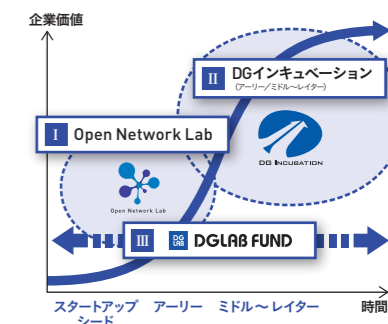 企業価値
II DGインキュベーション
(アーリー／ミドル〜レイター)
I Open Network Lab
DG INCUBATION
Open Network Lab
III DG LAB DGLAB FUND
スタートアップ アーリー ミドル 〜 レイター 時間
シード